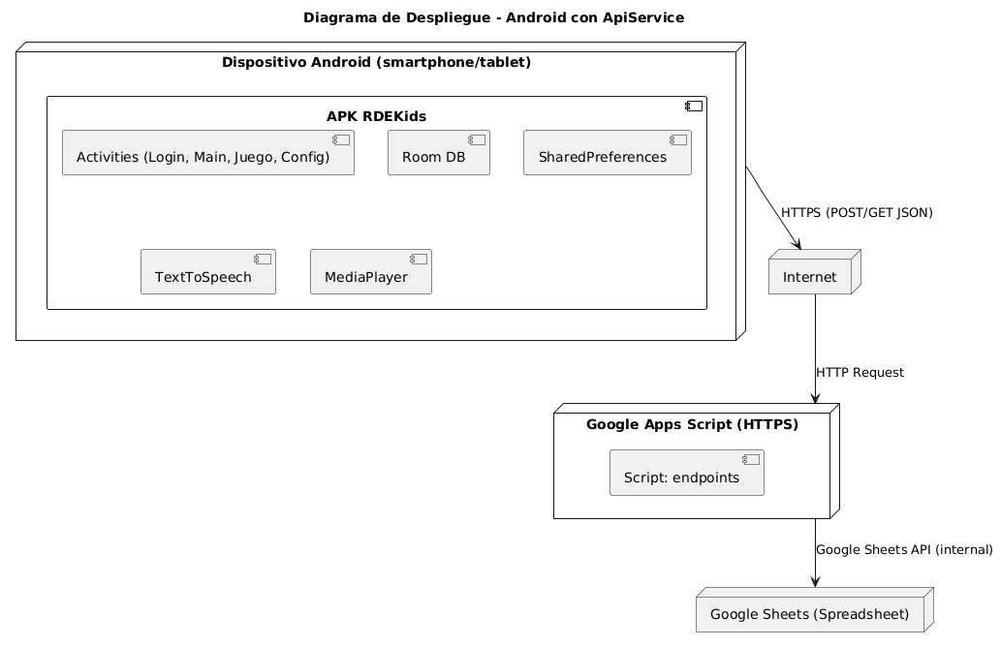 Diagrama de Despliegue - Android con ApiService
Dispositivo Android (smartphone/tablet)
APK RDEKids
Activities (Login, Main, Juego, Config)
Room DB
SharedPreferences
TextToSpeech
MediaPlayer
HTTPS (POST/GET JSON)
Internet
HTTP Request
Google Apps Script (HTTPS)
Script: endpoints
Google Sheets API (internal)
Google Sheets (Spreadsheet)